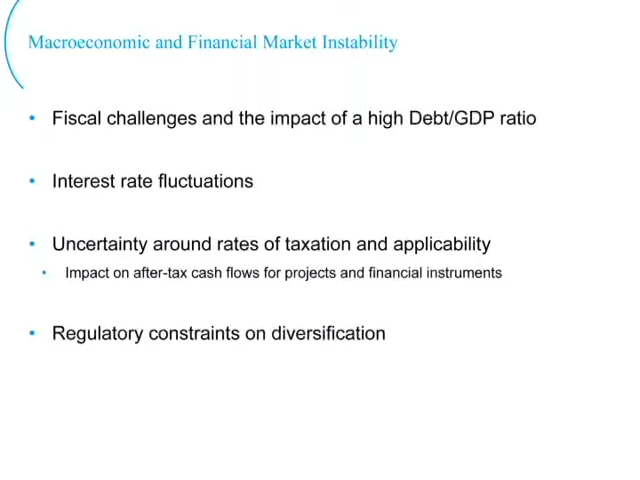 Macroeconomic and Financial Market Instability
• Fiscal challenges and the impact of a high Debt/GDP ratio
• Interest rate fluctuations
• Uncertainty around rates of taxation and applicability
• Impact on after-tax cash flows for projects and financial instruments
• Regulatory constraints on diversification